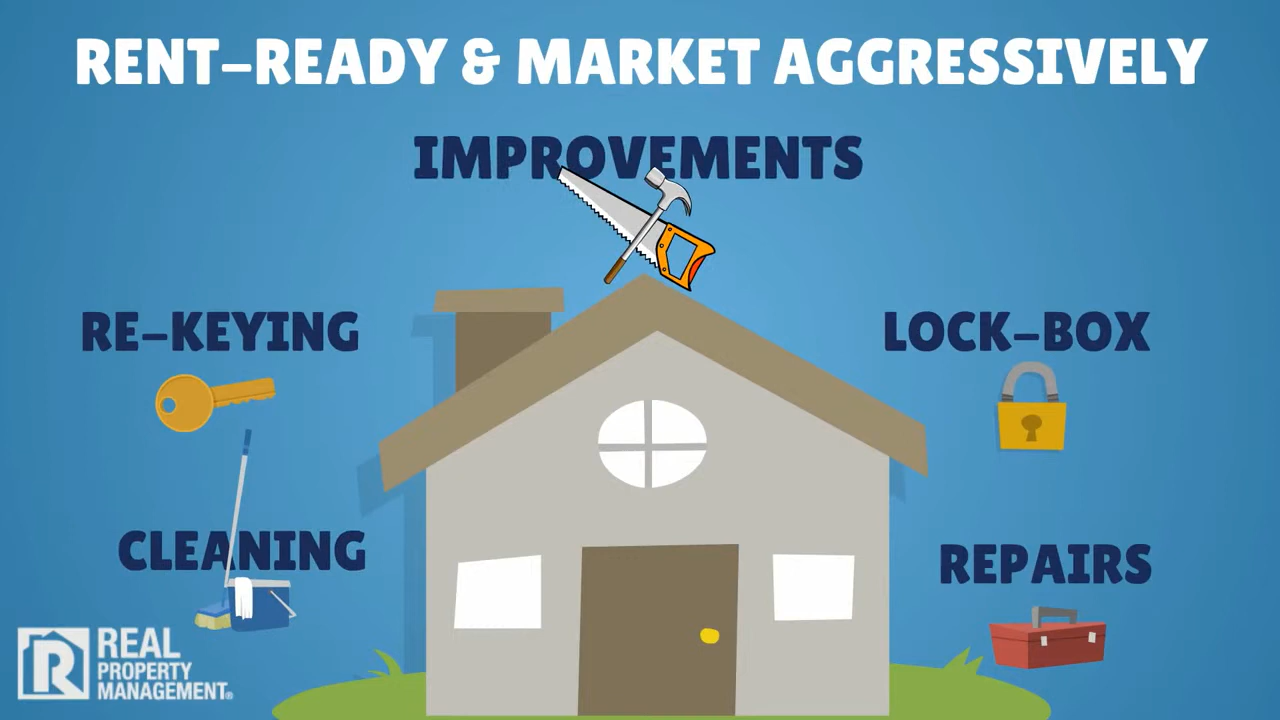 RENT-READY & MARKET AGGRESSIVELY
IMPROVEMENTS
RE-KEYING
LOCK-BOX
CLEANING
REPAIRS
REAL
PROPERTY
MANAGEMENT®